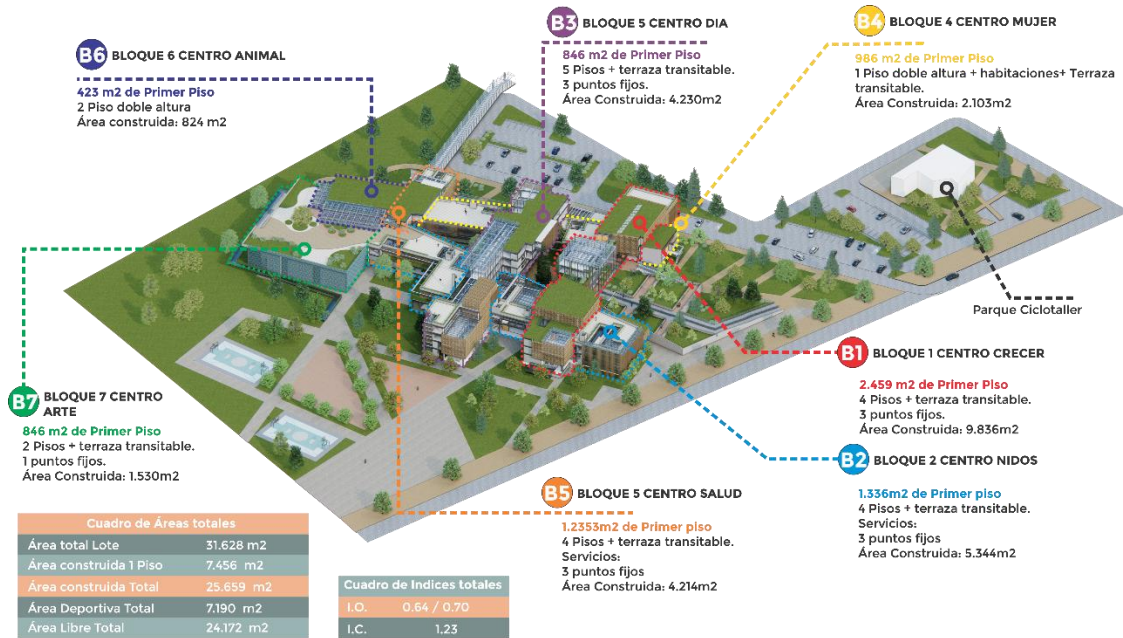 B6 BLOQUE 6 CENTRO ANIMAL
423 m2 de Primer Piso
2 Piso doble altura
Área construida: 824 m2
B3 BLOQUE 5 CENTRO DIA
846 m2 de Primer Piso
5 Pisos + terraza transitable.
3 puntos fijos.
Área Construida: 4.230m2
B4 BLOQUE 4 CENTRO MUJER
986 m2 de Primer Piso
1 Piso doble altura + habitaciones+ Terraza
transitable.
Área Construida: 2.103m2
Parque Ciclotaller
B1 BLOQUE 1 CENTRO CRECER
2.459 m2 de Primer Piso
4 Pisos + terraza transitable.
3 puntos fijos.
Área Construida: 9.836m2
B7 BLOQUE 7 CENTRO
ARTE
846 m2 de Primer Piso
2 Pisos + terraza transitable.
1 puntos fijos.
Área Construida: 1.530m2
B2 BLOQUE 2 CENTRO NIDOS
1.336m2 de Primer piso
4 Pisos + terraza transitable.
Servicios:
3 puntos fijos
Área Construida: 5.344m2
B5 BLOQUE 5 CENTRO SALUD
1.2353m2 de Primer piso
4 Pisos + terraza transitable.
Servicios:
3 puntos fijos
Área Construida: 4.214m2
Cuadro de Áreas totales
Área total Lote 31.628 m2
Área construida 1 Piso 7.456 m2
Área construida Total 25.659 m2
Área Deportiva Total 7.190 m2
Área Libre Total 24.172 m2
Cuadro de Indices totales
I.O. 0.64 / 0.70
I.C. 1.23